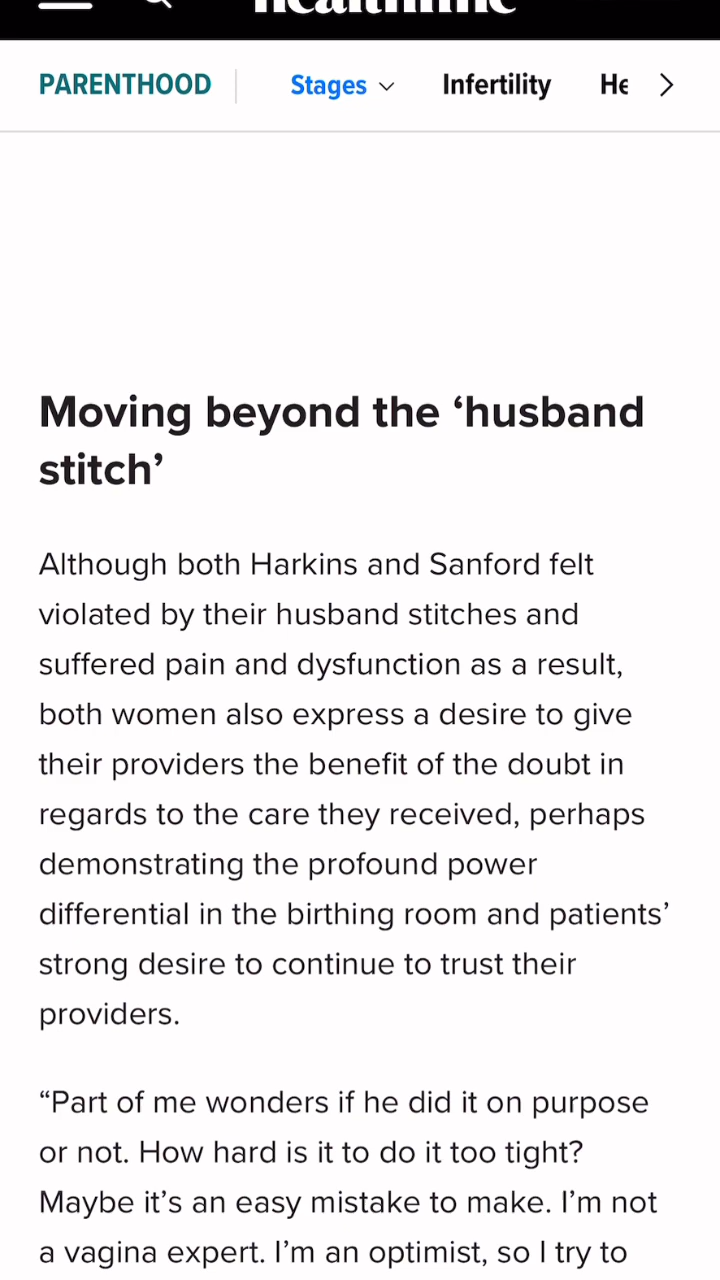 healthline
PARENTHOOD
Stages
Infertility
He
Moving beyond the ‘husband
stitch’
Although both Harkins and Sanford felt
violated by their husband stitches and
suffered pain and dysfunction as a result,
both women also express a desire to give
their providers the benefit of the doubt in
regards to the care they received, perhaps
demonstrating the profound power
differential in the birthing room and patients’
strong desire to continue to trust their
providers.
“Part of me wonders if he did it on purpose
or not. How hard is it to do it too tight?
Maybe it’s an easy mistake to make. I’m not
a vagina expert. I’m an optimist, so I try to